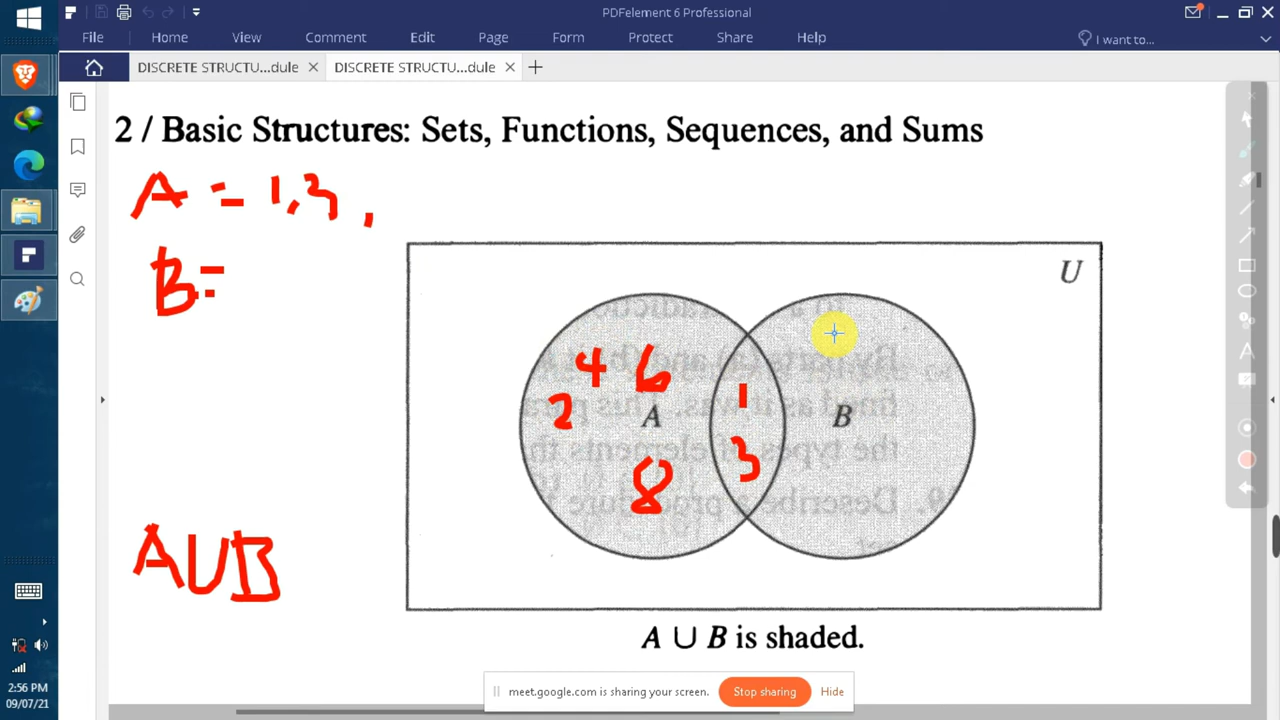 PDFelement 6 Professional
File Home View Comment Edit Page Form Protect Share Help I want to...
DISCRETE STRUCTU...dule DISCRETE STRUCTU...dule
2 / Basic Structures: Sets, Functions, Sequences, and Sums
A = 1,3,
B=
U
4 6
2 A 1 B
8 3
AUB
A ∪ B is shaded.
meet.google.com is sharing your screen. Stop sharing Hide
2:56 PM
09/07/21